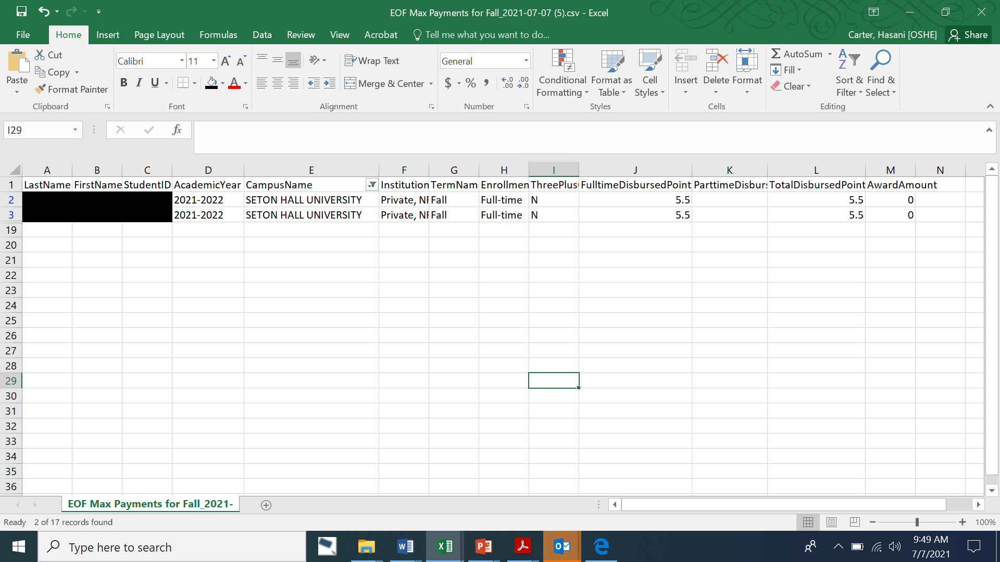 EOF Max Payments for Fall_2021-07-07 (5).csv - Excel
File Home Insert Page Layout Formulas Data Review View Acrobat Tell me what you want to do... Carter, Hasani [OSHE] Share
Paste Cut Copy Format Painter Clipboard
Calibri 11 B I U A A A Font
Wrap Text Merge & Center Alignment
General $ % , .0 .00 .00 .0 Number
Conditional Formatting Format as Table Cell Styles Styles
Insert Delete Format Cells
AutoSum Fill Clear Sort & Filter Find & Select Editing
I29 fx
A B C D E F G H I J K L M N
1 LastName FirstName StudentID AcademicYear CampusName Institution TermNam Enrollmen ThreePlus FulltimeDisbursedPoint ParttimeDisburs TotalDisbursedPoint AwardAmount
2 2021-2022 SETON HALL UNIVERSITY Private, NF Fall Full-time N 5.5 5.5 0
3 2021-2022 SETON HALL UNIVERSITY Private, NF Fall Full-time N 5.5 5.5 0
19
20
21
22
23
24
25
26
27
28
29
30
31
32
33
34
35
36
EOF Max Payments for Fall_2021-
Ready 2 of 17 records found 100%
Type here to search 9:49 AM
7/7/2021